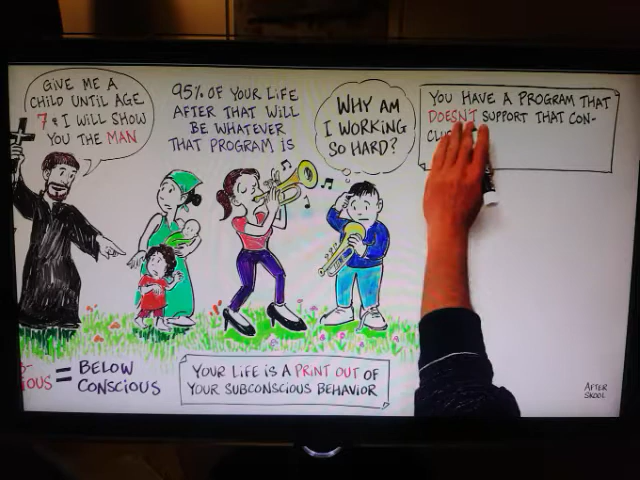 GIVE ME A
CHILD UNTIL AGE
7 & I WILL SHOW
YOU THE MAN
95% OF YOUR LIFE
AFTER THAT WILL
BE WHATEVER
THAT PROGRAM IS
WHY AM
I WORKING
SO HARD?
YOU HAVE A PROGRAM THAT
DOESN'T SUPPORT THAT CON-
= BELOW
CONSCIOUS
YOUR LIFE IS A PRINT OUT OF
YOUR SUBCONSCIOUS BEHAVIOR
AFTER
SKOOL